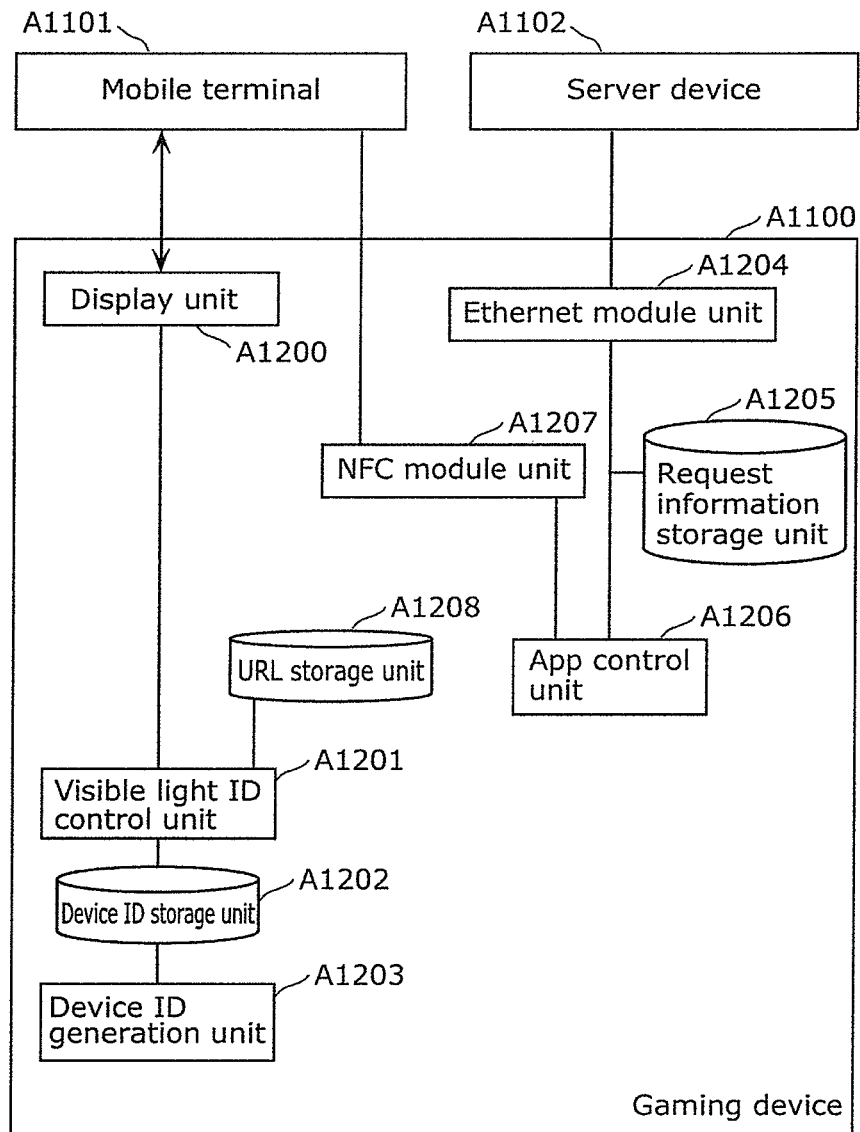 A1101
A1102
Mobile terminal
Server device
A1100
A1204
Display unit
Ethernet module unit
A1200
A1205
A1207
NFC module unit
Request
information
storage unit
A1208
A1206
URL storage unit
App control
unit
A1201
Visible light ID
control unit
A1202
Device ID storage unit
A1203
Device ID
generation unit
Gaming device